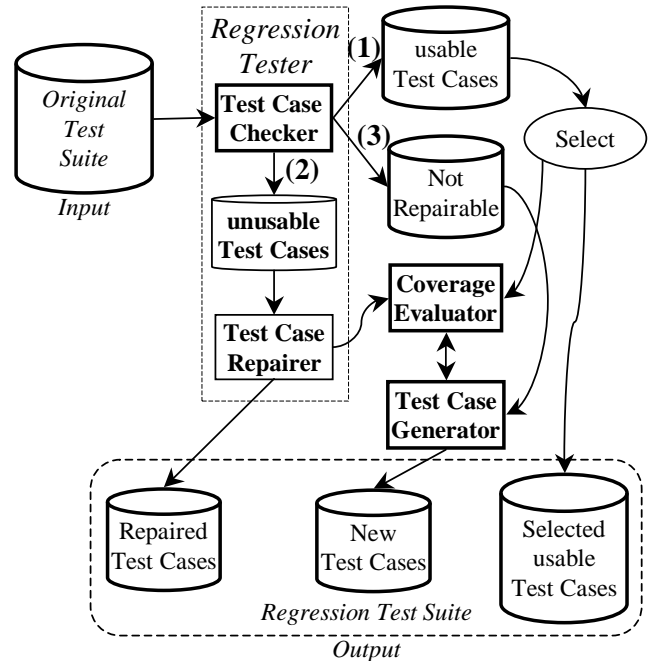 Regression
Tester
Original
Test
Suite
Input
Test Case
Checker
(1)
(2)
(3)
usable
Test Cases
Select
Not
Repairable
unusable
Test Cases
Coverage
Evaluator
Test Case
Repairer
Test Case
Generator
Repaired
Test Cases
New
Test Cases
Selected
usable
Test Cases
Regression Test Suite
Output